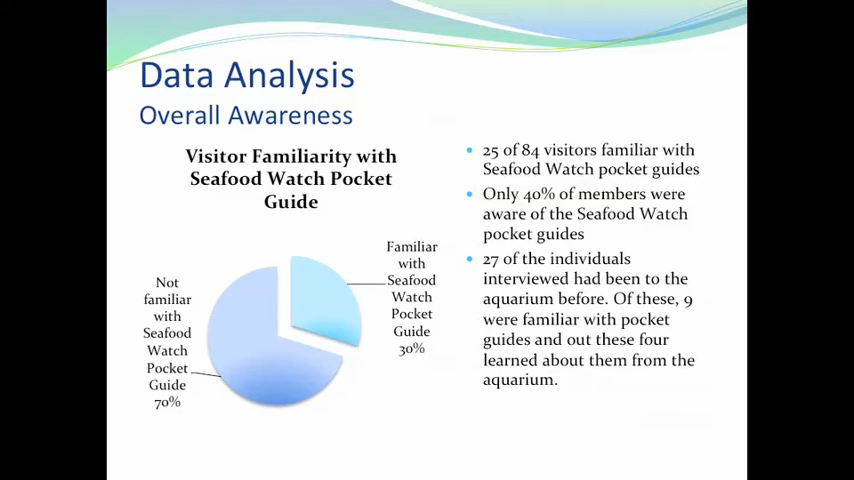 Data Analysis
Overall Awareness
Visitor Familiarity with
Seafood Watch Pocket
Guide
Familiar
with
Seafood
Watch
Pocket
Guide
30%
Not
familiar
with
Seafood
Watch
Pocket
Guide
70%
• 25 of 84 visitors familiar with
Seafood Watch pocket guides
• Only 40% of members were
aware of the Seafood Watch
pocket guides
• 27 of the individuals
interviewed had been to the
aquarium before. Of these, 9
were familiar with pocket
guides and out these four
learned about them from the
aquarium.